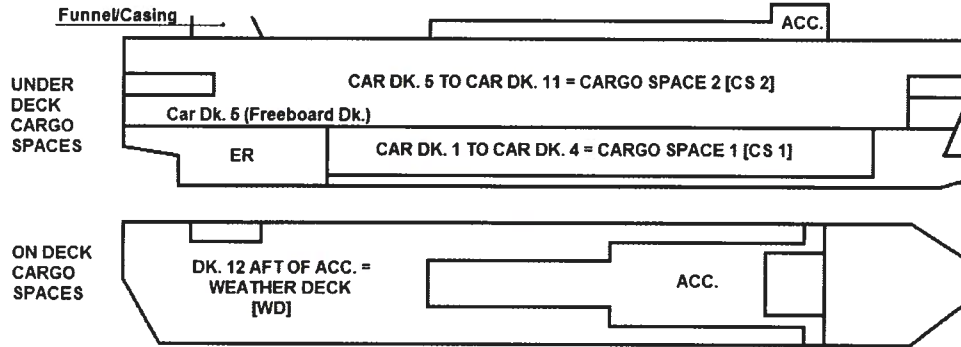 Funnel/Casing
ACC.
UNDER
DECK
CARGO
SPACES
CAR DK. 5 TO CAR DK. 11 = CARGO SPACE 2 [CS 2]
Car Dk. 5 (Freeboard Dk.)
ER
CAR DK. 1 TO CAR DK. 4 = CARGO SPACE 1 [CS 1]
ON DECK
CARGO
SPACES
DK. 12 AFT OF ACC. =
WEATHER DECK
[WD]
ACC.